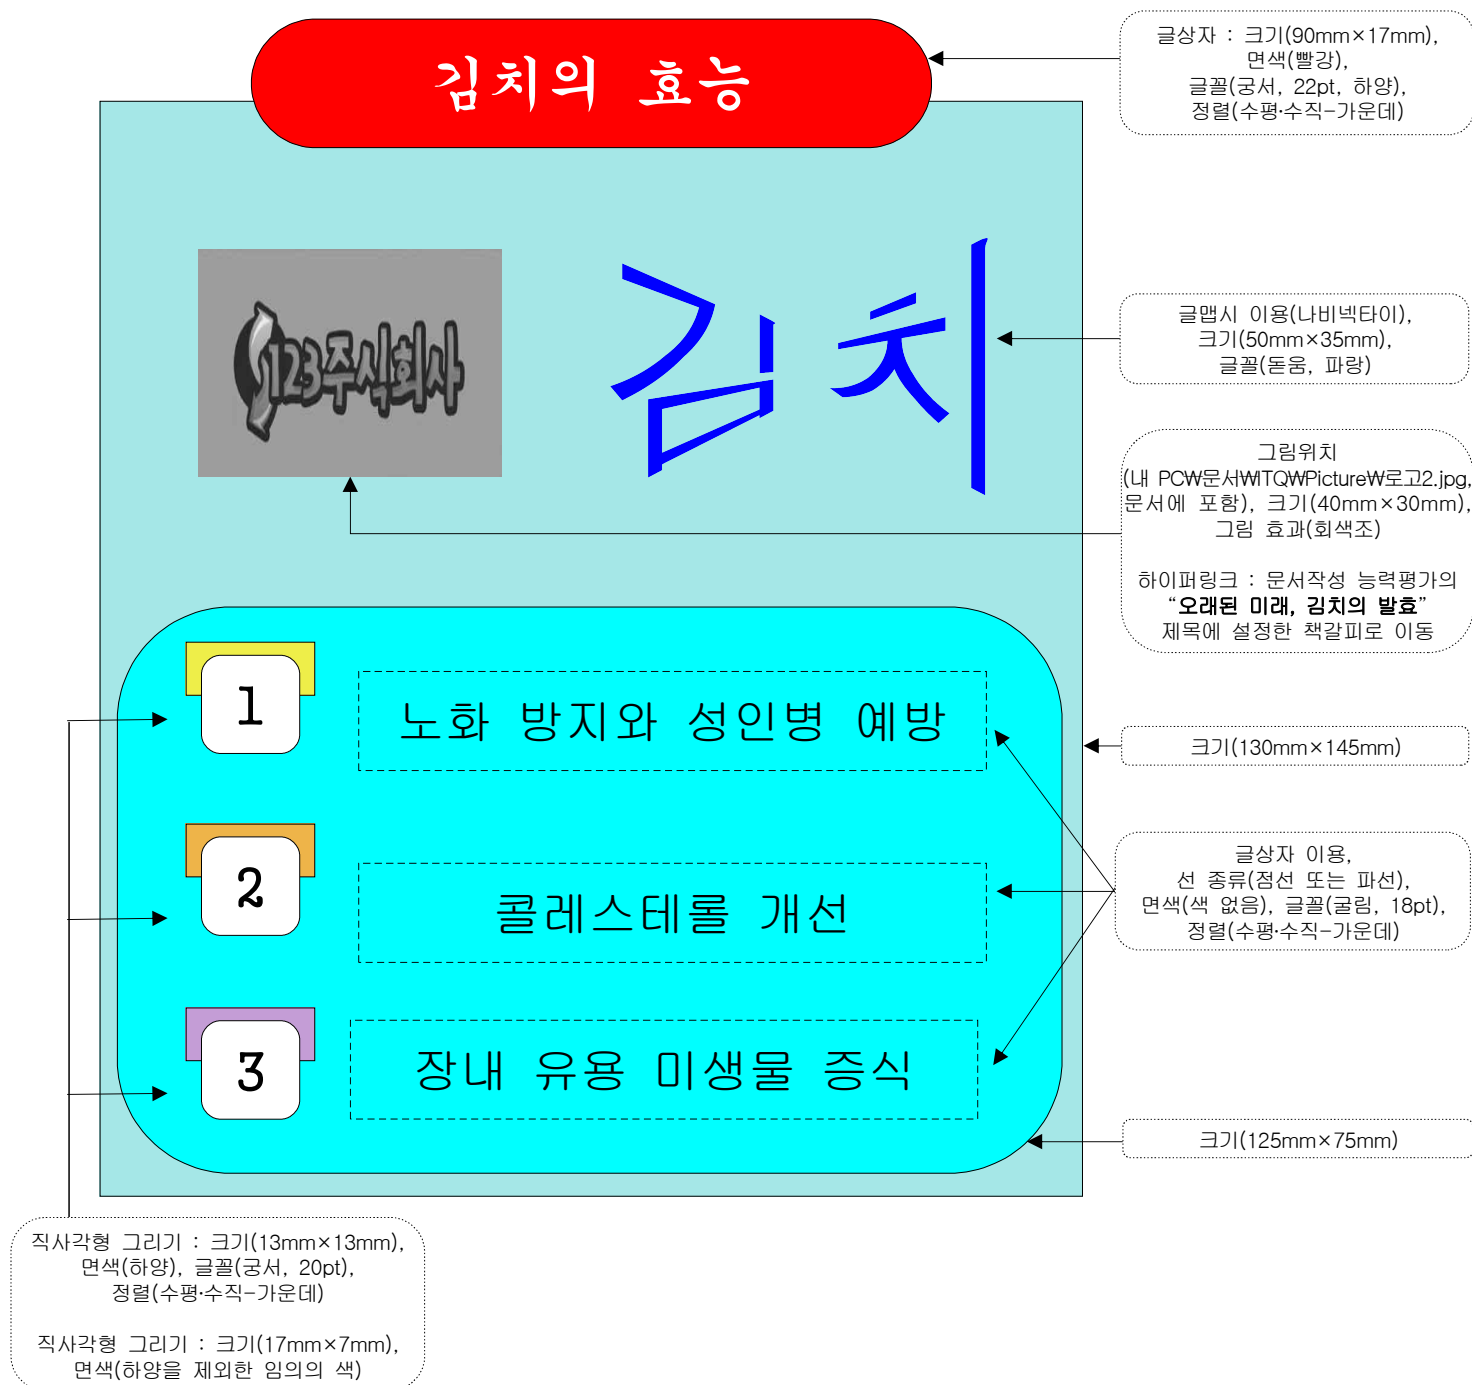 김치의 효능
글상자 : 크기(90mm×17mm),
면색(빨강),
글꼴(궁서, 22pt, 하양),
정렬(수평·수직-가운데)
123주식회사
김치
글맵시 이용(나비넥타이),
크기(50mm×35mm),
글꼴(돋움, 파랑)
그림위치
(내 PC₩문서₩ITQ₩Picture₩로고2.jpg,
문서에 포함), 크기(40mm×30mm),
그림 효과(회색조)
하이퍼링크 : 문서작성 능력평가의
“오래된 미래, 김치의 발효”
제목에 설정한 책갈피로 이동
1
노화 방지와 성인병 예방
크기(130mm×145mm)
2
콜레스테롤 개선
글상자 이용,
선 종류(점선 또는 파선),
면색(색 없음), 글꼴(굴림, 18pt),
정렬(수평·수직-가운데)
3
장내 유용 미생물 증식
크기(125mm×75mm)
직사각형 그리기 : 크기(13mm×13mm),
면색(하양), 글꼴(궁서, 20pt),
정렬(수평·수직-가운데)
직사각형 그리기 : 크기(17mm×7mm),
면색(하양을 제외한 임의의 색)